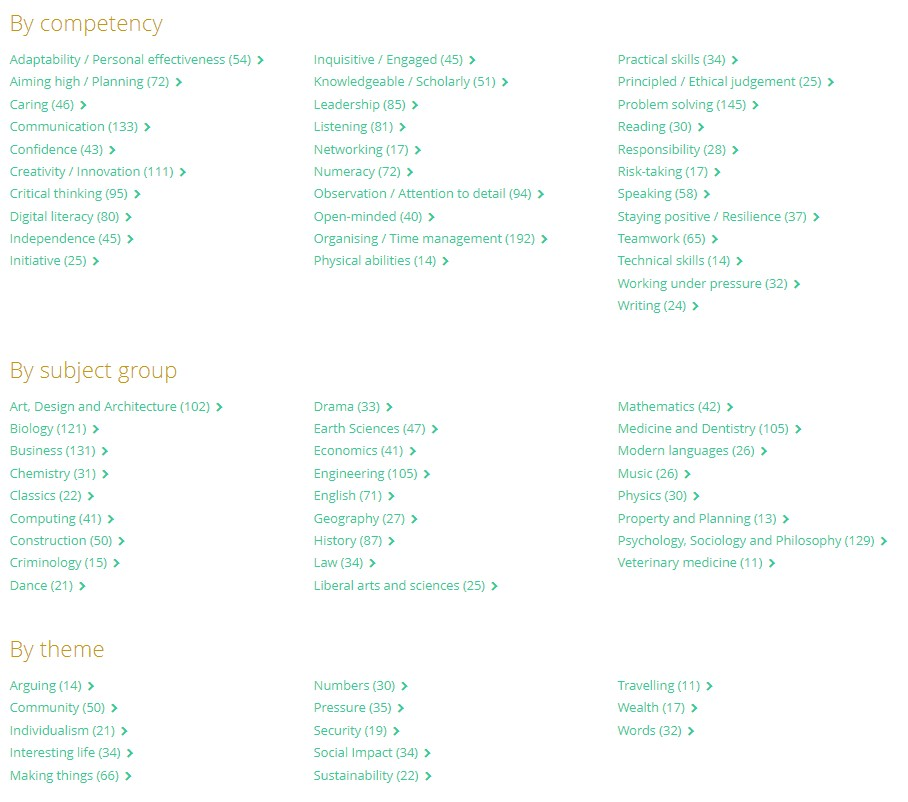 By competency
Adaptability / Personal effectiveness (54)
Aiming high / Planning (72)
Caring (46)
Communication (133)
Confidence (43)
Creativity / Innovation (111)
Critical thinking (95)
Digital literacy (80)
Independence (45)
Initiative (25)
Inquisitive / Engaged (45)
Knowledgeable / Scholarly (51)
Leadership (85)
Listening (81)
Networking (17)
Numeracy (72)
Observation / Attention to detail (94)
Open-minded (40)
Organising / Time management (192)
Physical abilities (14)
Practical skills (34)
Principled / Ethical judgement (25)
Problem solving (145)
Reading (30)
Responsibility (28)
Risk-taking (17)
Speaking (58)
Staying positive / Resilience (37)
Teamwork (65)
Technical skills (14)
Working under pressure (32)
Writing (24)
By subject group
Art, Design and Architecture (102)
Biology (121)
Business (131)
Chemistry (31)
Classics (22)
Computing (41)
Construction (50)
Criminology (15)
Dance (21)
Drama (33)
Earth Sciences (47)
Economics (41)
Engineering (105)
English (71)
Geography (27)
History (87)
Law (34)
Liberal arts and sciences (25)
Mathematics (42)
Medicine and Dentistry (105)
Modern languages (26)
Music (26)
Physics (30)
Property and Planning (13)
Psychology, Sociology and Philosophy (129)
Veterinary medicine (11)
By theme
Arguing (14)
Community (50)
Individualism (21)
Interesting life (34)
Making things (66)
Numbers (30)
Pressure (35)
Security (19)
Social Impact (34)
Sustainability (22)
Travelling (11)
Wealth (17)
Words (32)